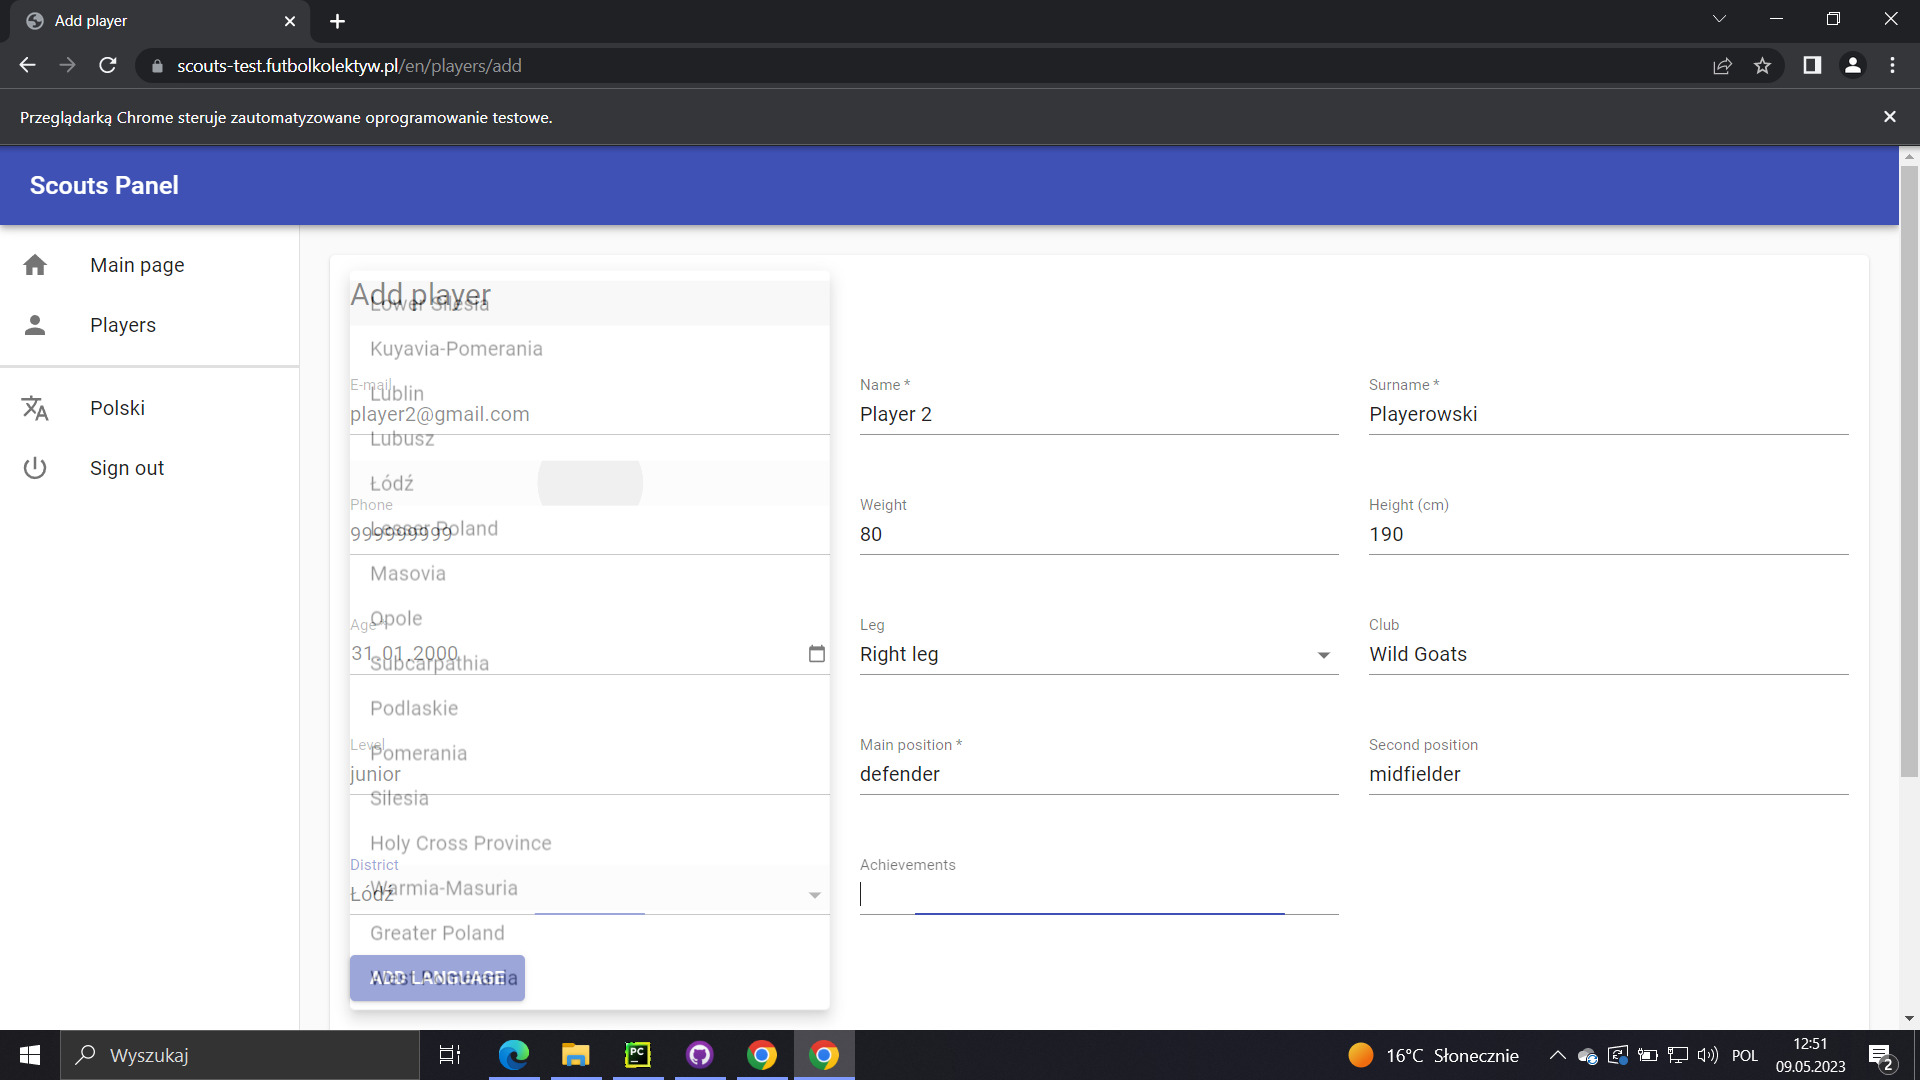 Add player
scouts-test.futbolkolektyw.pl/en/players/add
Przeglądarką Chrome steruje zautomatyzowane oprogramowanie testowe.
Scouts Panel
Main page
Players
Polski
Sign out
Add player
Lower Silesia
Kuyavia-Pomerania
Lublin
Lubusz
Łódź
Lesser Poland
Masovia
Opole
Subcarpathia
Podlaskie
Pomerania
Silesia
Holy Cross Province
Warmia-Masuria
Greater Poland
West Pomerania
E-mail
player2@gmail.com
Name *
Player 2
Surname *
Playerowski
Phone
999999999
Weight
80
Height (cm)
190
Age *
31.01.2000
Leg
Right leg
Club
Wild Goats
Level
junior
Main position *
defender
Second position
midfielder
District
Łódź
Achievements
ADD LANGUAGE
Wyszukaj
PC
16°C Słonecznie
POL
12:51
09.05.2023
2